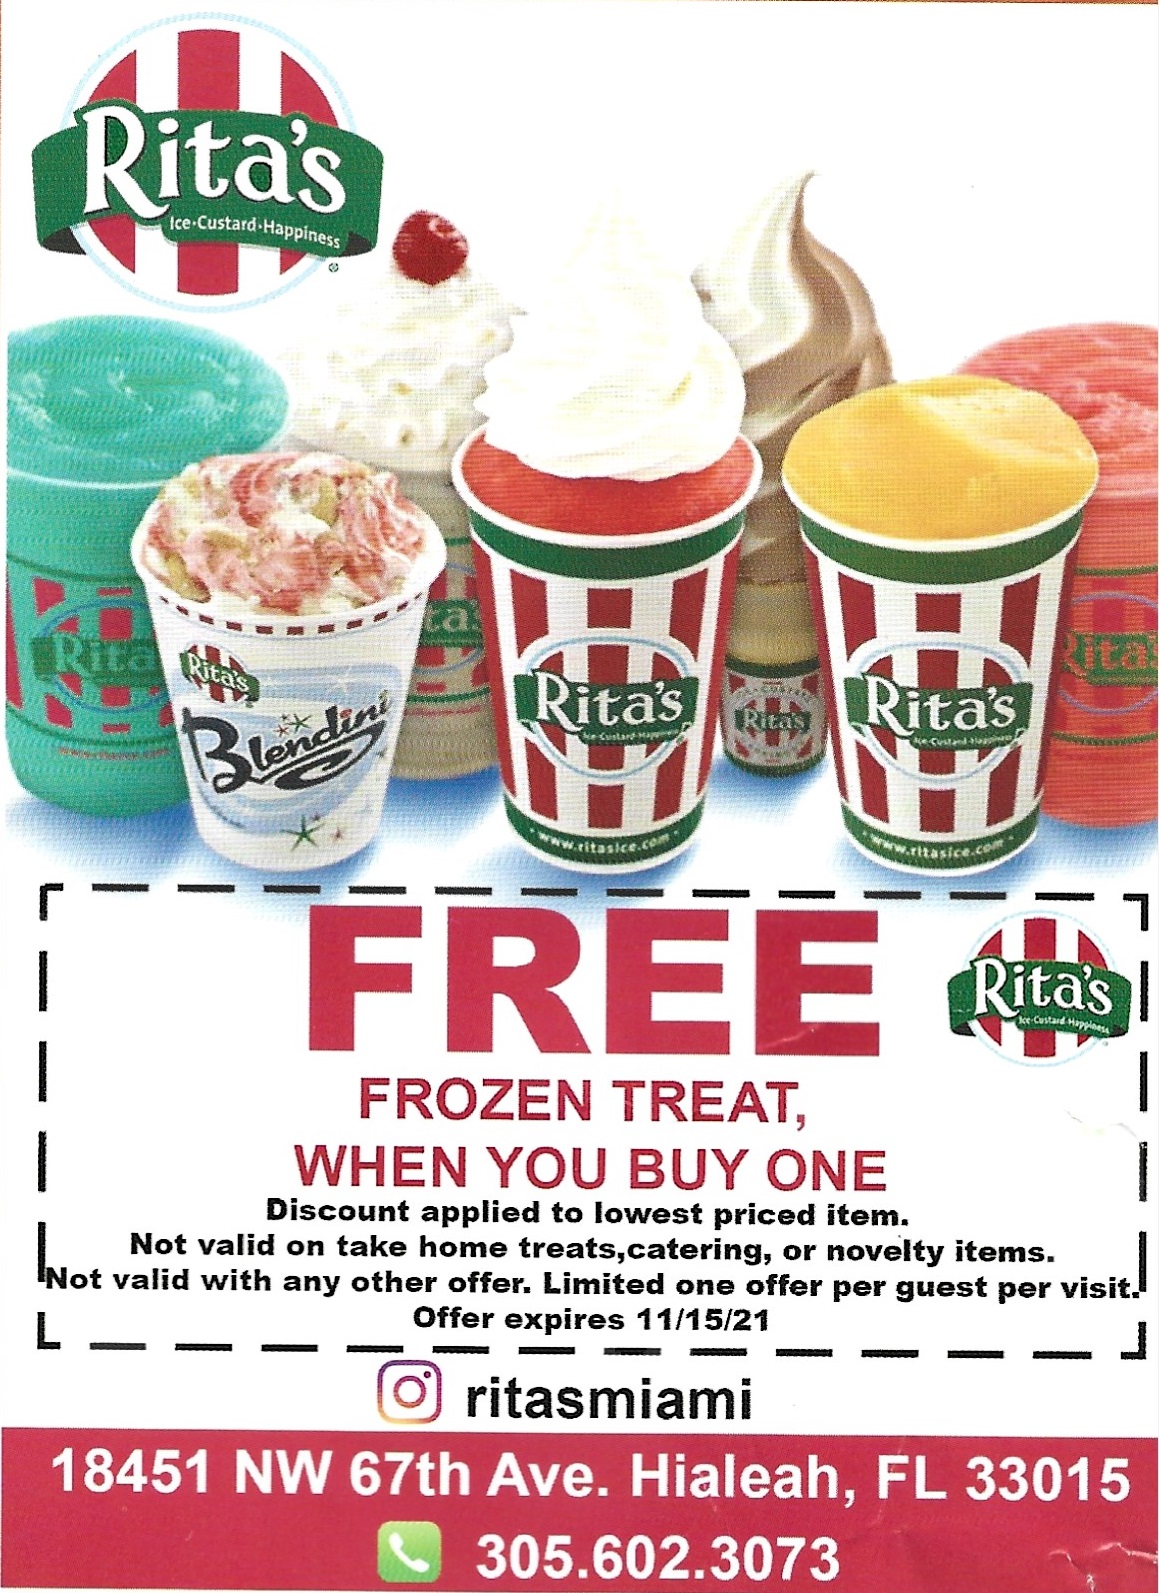 Rita's
Ice•Custard•Happiness
Rita's
Rita's
Blendini
ta
Rita's
Ice•Custard•Happiness
www.ritasice.com
Rita's
Rita's
Ice•Custard•Happiness
www.ritasice.com
Rita's
FREE
Rita's
Ice•Custard•Happiness
FROZEN TREAT,
WHEN YOU BUY ONE
Discount applied to lowest priced item.
Not valid on take home treats,catering, or novelty items.
Not valid with any other offer. Limited one offer per guest per visit.
Offer expires 11/15/21
ritasmiami
18451 NW 67th Ave. Hialeah, FL 33015
305.602.3073